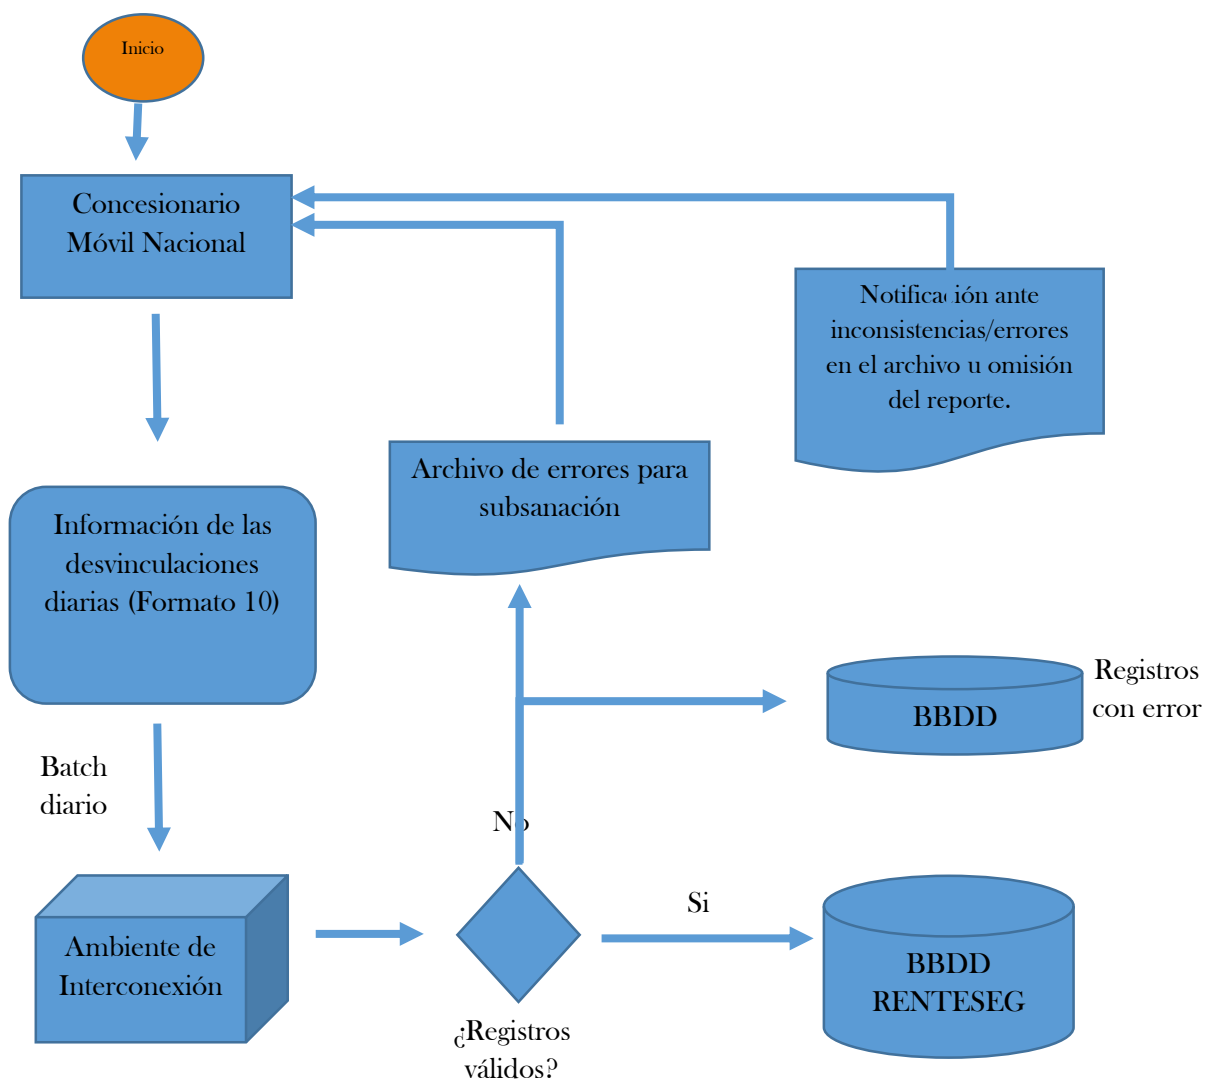 Inicio
Concesionario
Móvil Nacional
Notificación ante
inconsistencias/errores
en el archivo u omisión
del reporte.
Archivo de errores para
subsanación
Información de las
desvinculaciones
diarias (Formato 10)
Registros
con error
BBDD
Batch
diario
No
Si
Ambiente de
Interconexión
BBDD
RENTESEG
¿Registros
válidos?